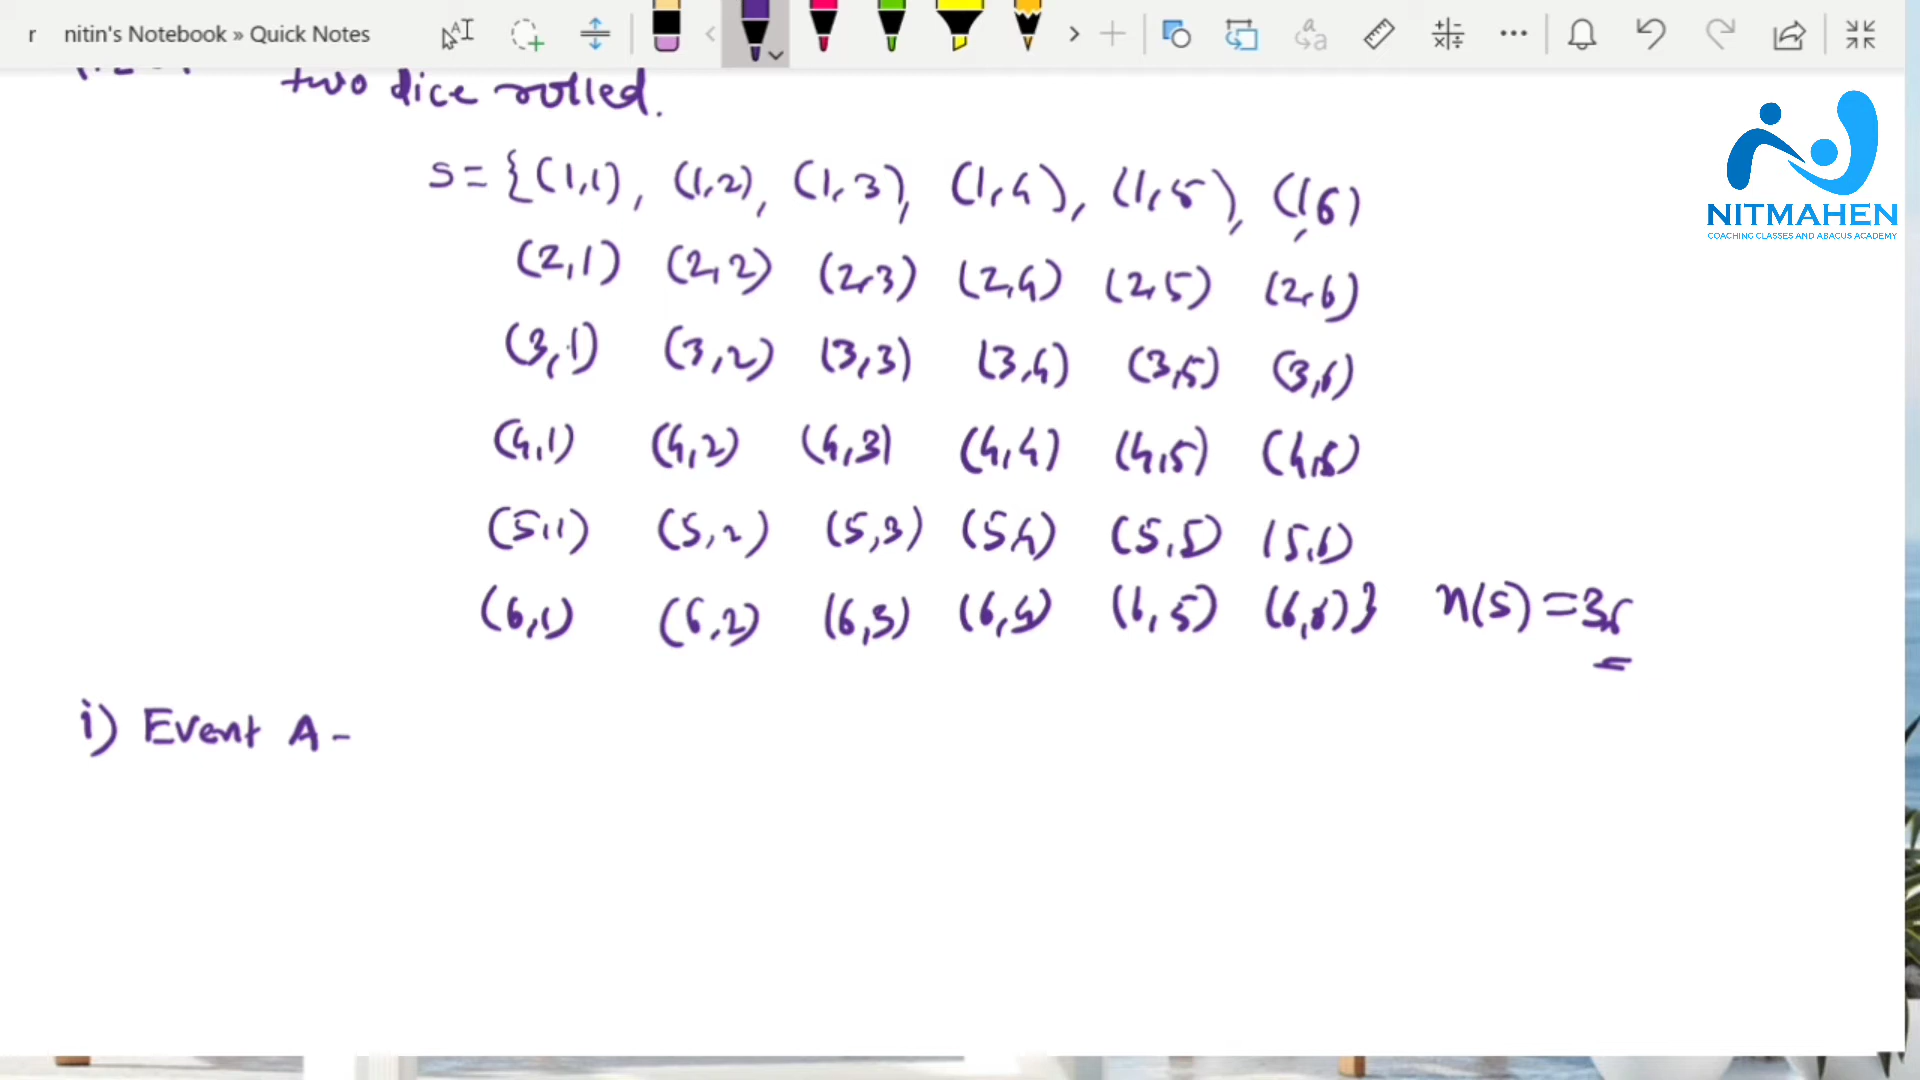 r nitin's Notebook » Quick Notes
two dice rolled.
S = {(1,1), (1,2), (1,3), (1,4), (1,5), (1,6)
(2,1) (2,2) (2,3) (2,4) (2,5) (2,6)
(3,1) (3,2) (3,3) (3,4) (3,5) (3,6)
(4,1) (4,2) (4,3) (4,4) (4,5) (4,6)
(5,1) (5,2) (5,3) (5,4) (5,5) (5,6)
(6,1) (6,2) (6,3) (6,4) (6,5) (6,6)} n(s) = 36
i) Event A -
NITMAHEN
COACHING CLASSES AND ABACUS ACADEMY